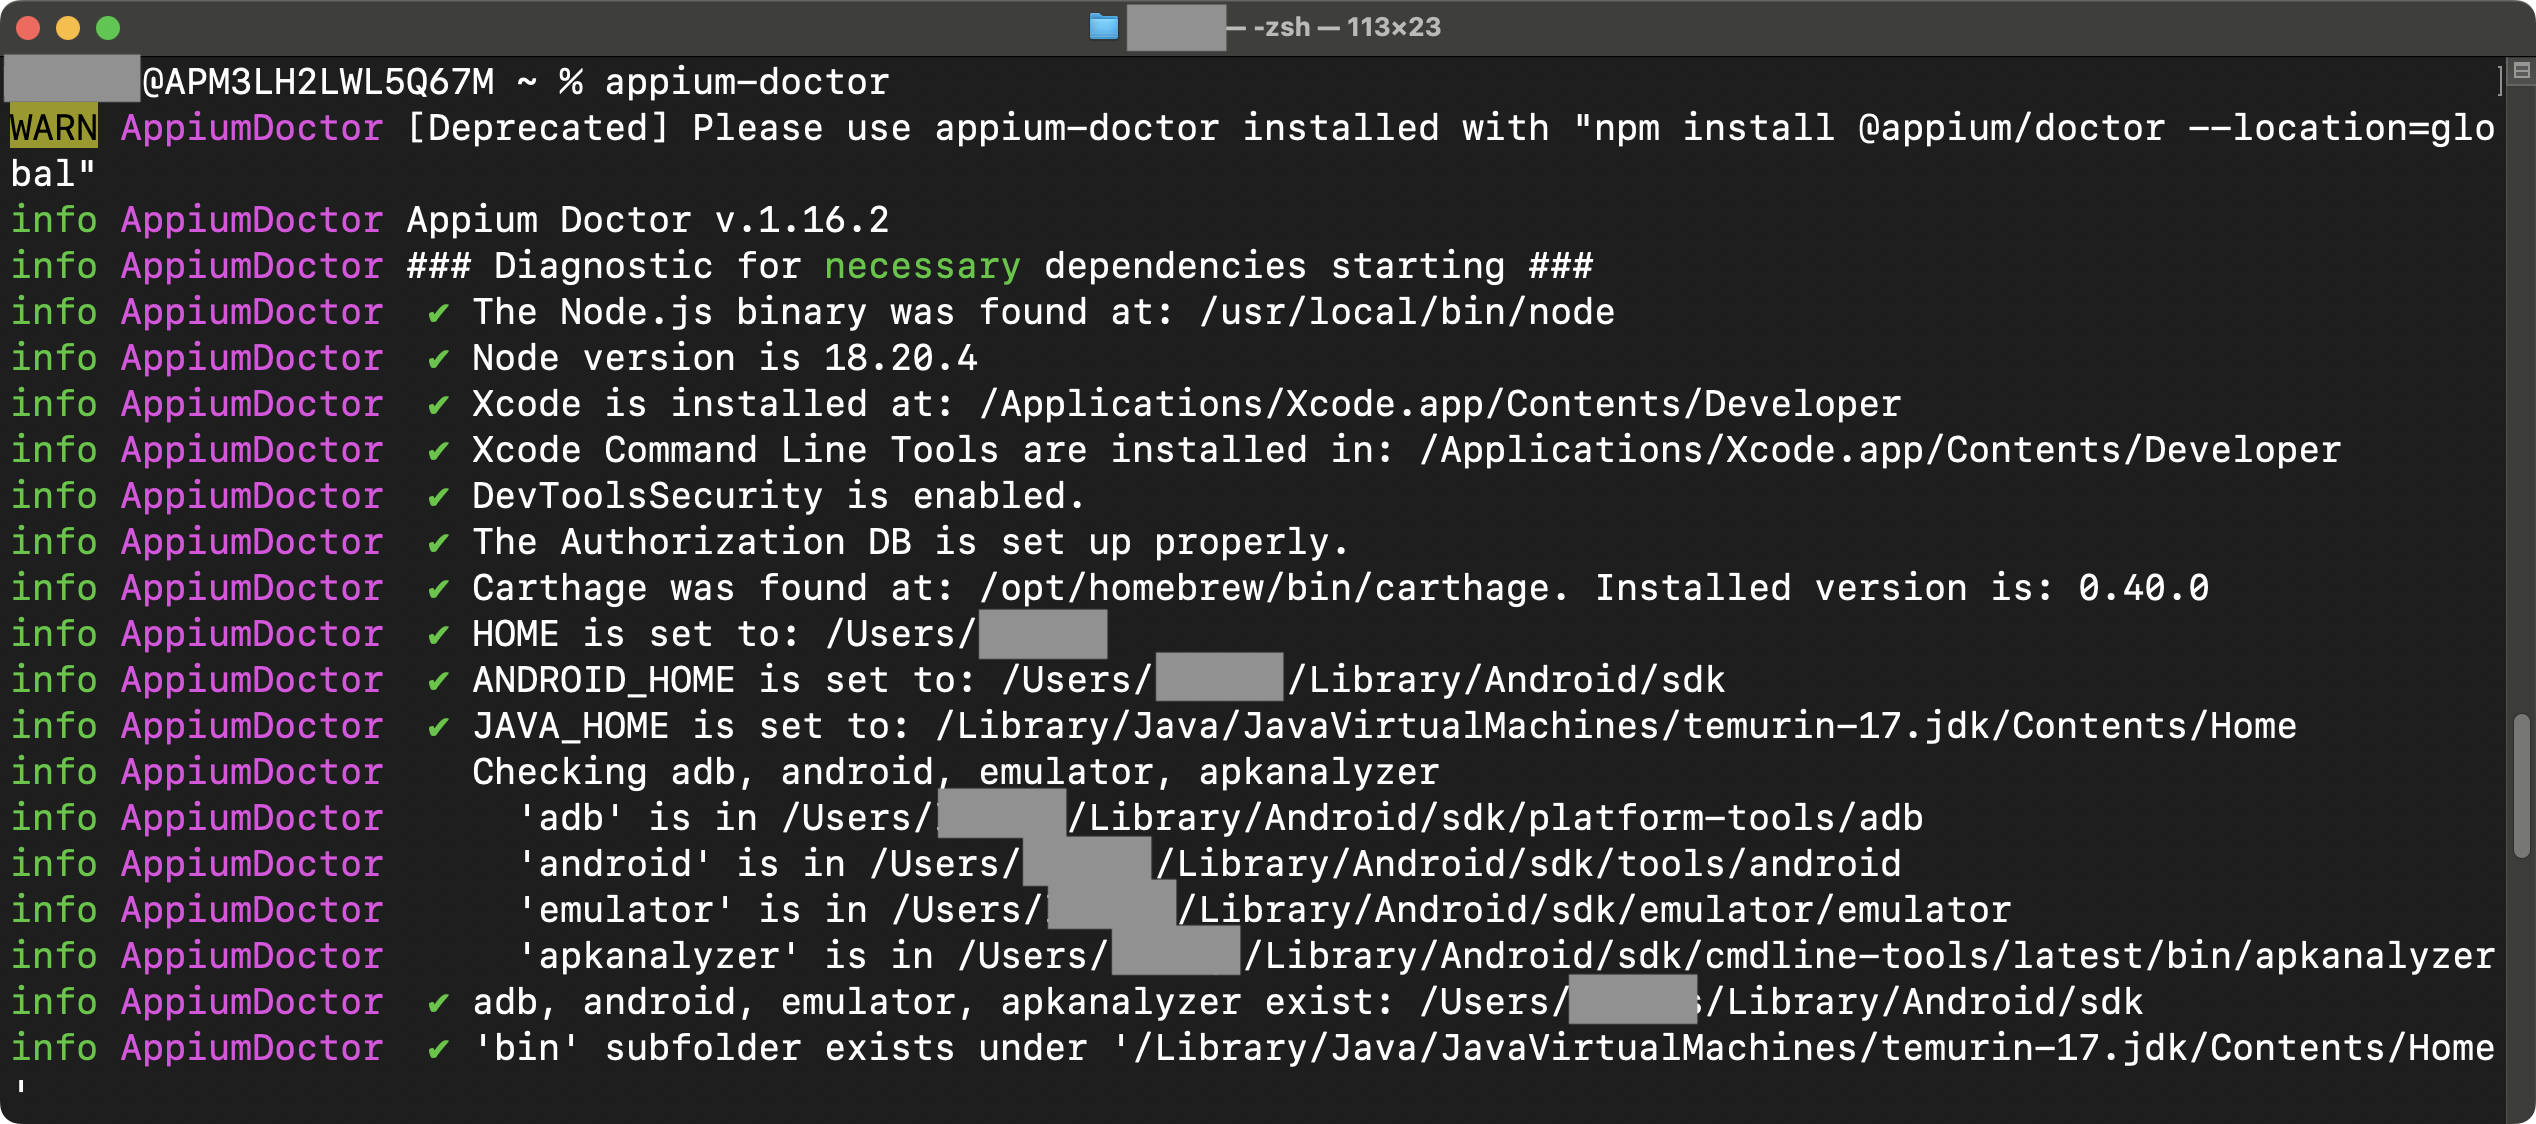 — -zsh — 113×23
@APM3LH2LWL5Q67M ~ % appium-doctor ]
WARN AppiumDoctor [Deprecated] Please use appium-doctor installed with "npm install @appium/doctor --location=glo
bal"
info AppiumDoctor Appium Doctor v.1.16.2
info AppiumDoctor ### Diagnostic for necessary dependencies starting ###
info AppiumDoctor  ✔ The Node.js binary was found at: /usr/local/bin/node
info AppiumDoctor  ✔ Node version is 18.20.4
info AppiumDoctor  ✔ Xcode is installed at: /Applications/Xcode.app/Contents/Developer
info AppiumDoctor  ✔ Xcode Command Line Tools are installed in: /Applications/Xcode.app/Contents/Developer
info AppiumDoctor  ✔ DevToolsSecurity is enabled.
info AppiumDoctor  ✔ The Authorization DB is set up properly.
info AppiumDoctor  ✔ Carthage was found at: /opt/homebrew/bin/carthage. Installed version is: 0.40.0
info AppiumDoctor  ✔ HOME is set to: /Users/
info AppiumDoctor  ✔ ANDROID_HOME is set to: /Users/ /Library/Android/sdk
info AppiumDoctor  ✔ JAVA_HOME is set to: /Library/Java/JavaVirtualMachines/temurin-17.jdk/Contents/Home
info AppiumDoctor    Checking adb, android, emulator, apkanalyzer
info AppiumDoctor      'adb' is in /Users/ /Library/Android/sdk/platform-tools/adb
info AppiumDoctor      'android' is in /Users/ /Library/Android/sdk/tools/android
info AppiumDoctor      'emulator' is in /Users/ /Library/Android/sdk/emulator/emulator
info AppiumDoctor      'apkanalyzer' is in /Users/ /Library/Android/sdk/cmdline-tools/latest/bin/apkanalyzer
info AppiumDoctor  ✔ adb, android, emulator, apkanalyzer exist: /Users/ /Library/Android/sdk
info AppiumDoctor  ✔ 'bin' subfolder exists under '/Library/Java/JavaVirtualMachines/temurin-17.jdk/Contents/Home
'